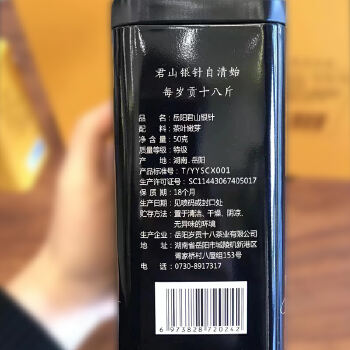 君山银针自清始
每岁贡十八斤
品名：岳阳君山银针
配料：茶叶嫩芽
净含量：50克
质量等级：特级
产地：湖南.岳阳
产品标准号：T/YYSCX001
生产许可证号：SC11443067405017
保质期：18个月
生产日期：见喷码或封口处
贮存方法：置于清洁、干燥、阴凉、
无异味的环境
生产企业：岳阳岁贡十八茶业有限公司
地址：湖南省岳阳市城陵矶新港区
胥家桥村八屋组153号
电话：0730-8917317
6973828720242